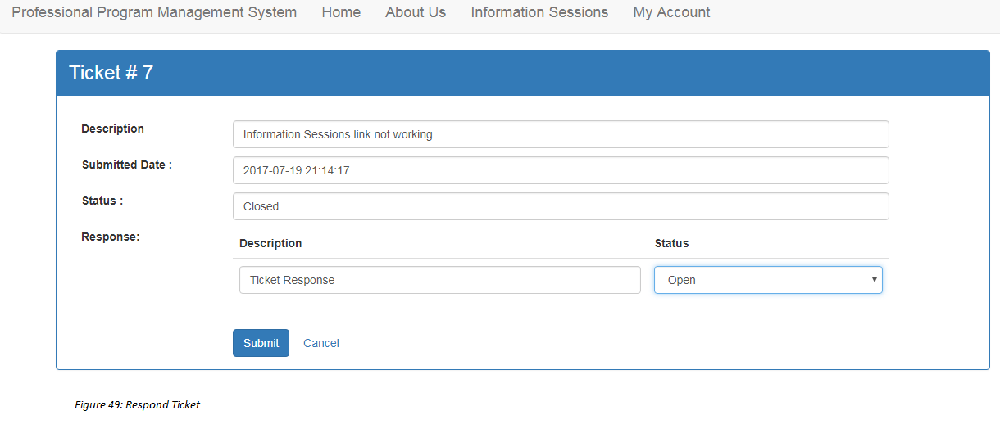 Professional Program Management System Home About Us Information Sessions My Account
Ticket # 7
Description Information Sessions link not working
Submitted Date : 2017-07-19 21:14:17
Status : Closed
Response: Description Status
Ticket Response Open
Submit Cancel
Figure 49: Respond Ticket